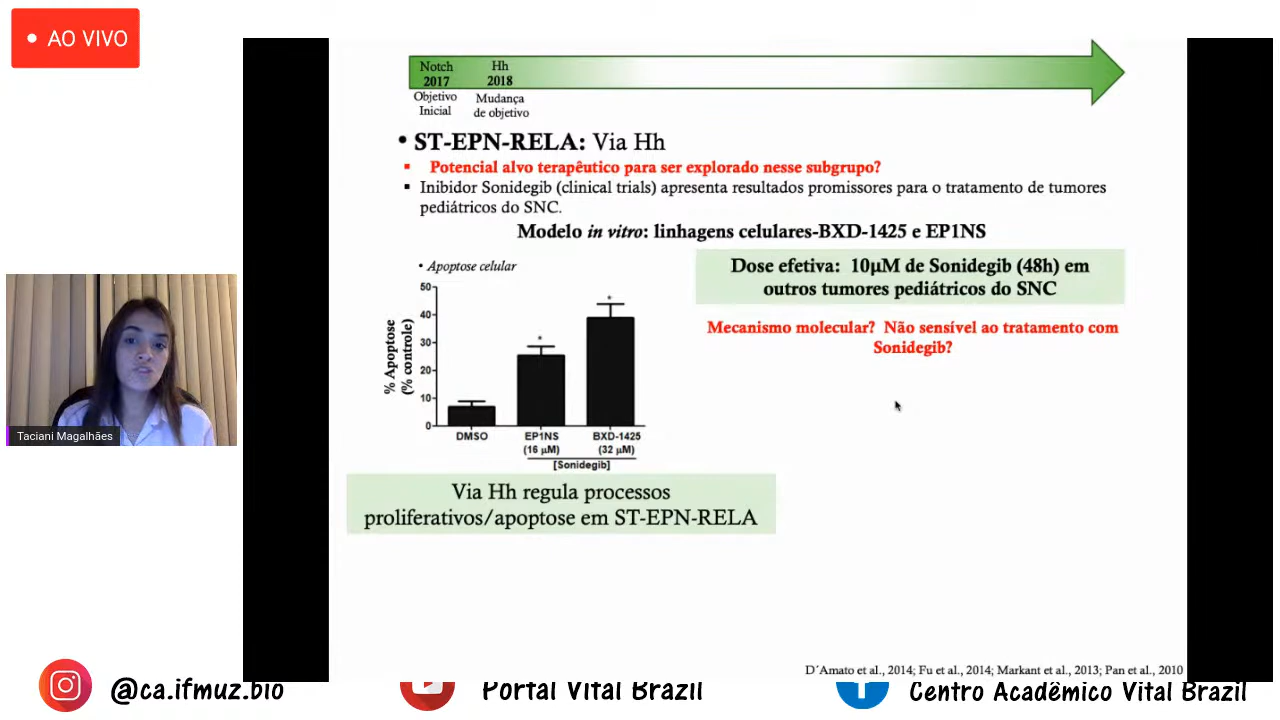 AO VIVO
Notch
2017
Objetivo
Inicial
Hh
2018
Mudança
de objetivo
• ST-EPN-RELA: Via Hh
▪ Potencial alvo terapêutico para ser explorado nesse subgrupo?
▪ Inibidor Sonidegib (clinical trials) apresenta resultados promissores para o tratamento de tumores
pediátricos do SNC.
Modelo in vitro: linhagens celulares-BXD-1425 e EP1NS
• Apoptose celular
% Apoptose
(% controle)
50
40
30
20
10
0
*
*
DMSO
EP1NS
(16 µM)
BXD-1425
(32 µM)
[Sonidegib]
Dose efetiva: 10µM de Sonidegib (48h) em
outros tumores pediátricos do SNC
Mecanismo molecular? Não sensível ao tratamento com
Sonidegib?
Via Hh regula processos
proliferativos/apoptose em ST-EPN-RELA
Taciani Magalhães
D´Amato et al., 2014; Fu et al., 2014; Markant et al., 2013; Pan et al., 2010
@ca.ifmuz.bio
Portal Vital Brazil
Centro Acadêmico Vital Brazil